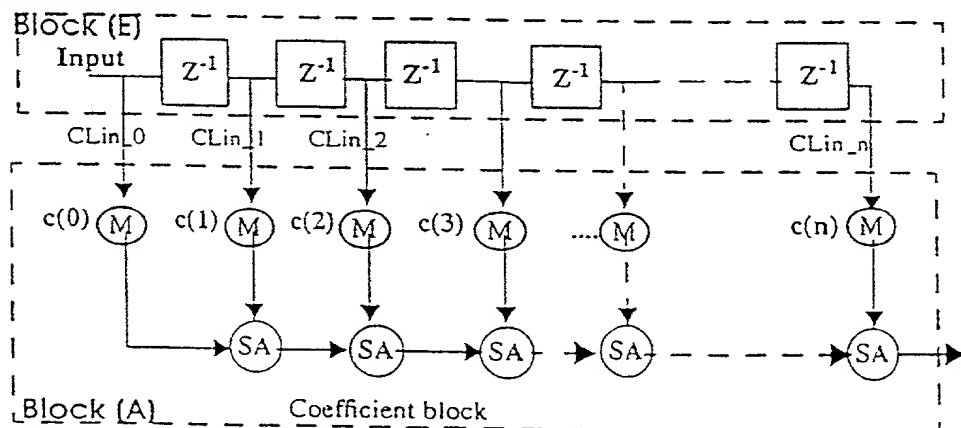 Block (E)
Input
Z⁻¹ Z⁻¹ Z⁻¹ Z⁻¹ Z⁻¹
CLin_0 CLin_1 CLin_2 CLin_n
c(0) M c(1) M c(2) M c(3) M .... M c(n) M
SA SA SA SA SA
Block (A) Coefficient block